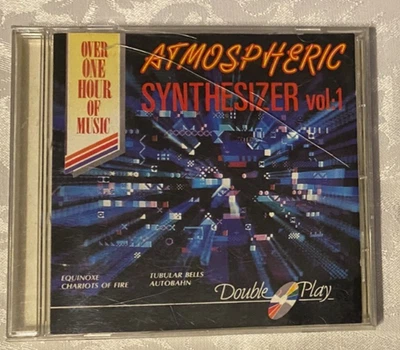 OVER
ONE
HOUR
OF
MUSIC
ATMOSPHERIC
SYNTHESIZER vol·1
EQUINOXE
CHARIOTS OF FIRE
TUBULAR BELLS
AUTOBAHN
Double Play